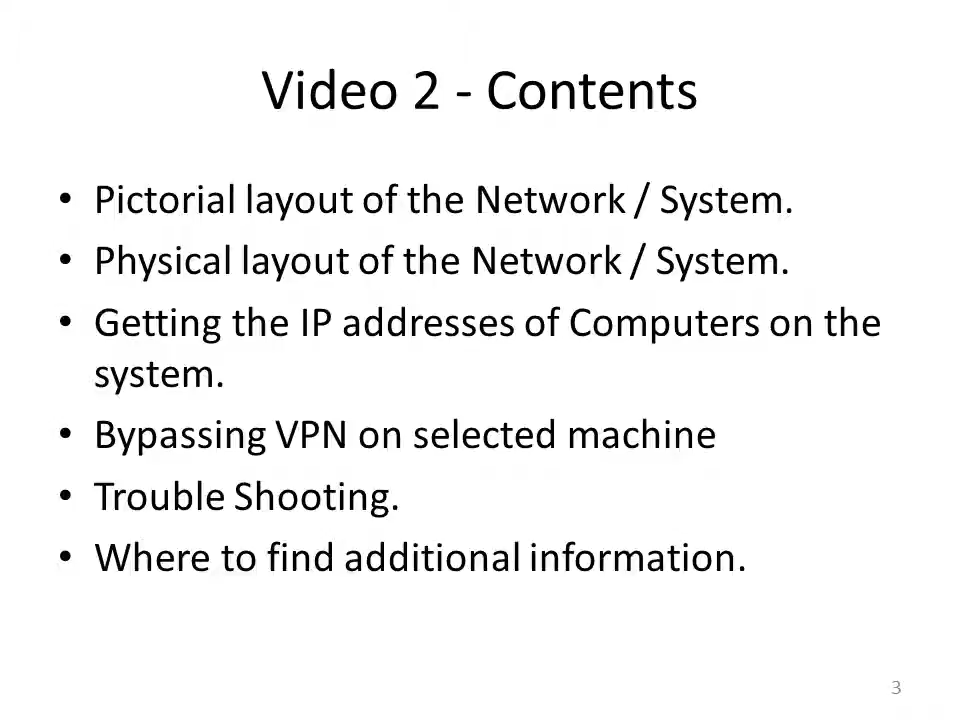 Video 2 - Contents
• Pictorial layout of the Network / System.
• Physical layout of the Network / System.
• Getting the IP addresses of Computers on the
system.
• Bypassing VPN on selected machine
• Trouble Shooting.
• Where to find additional information.
3